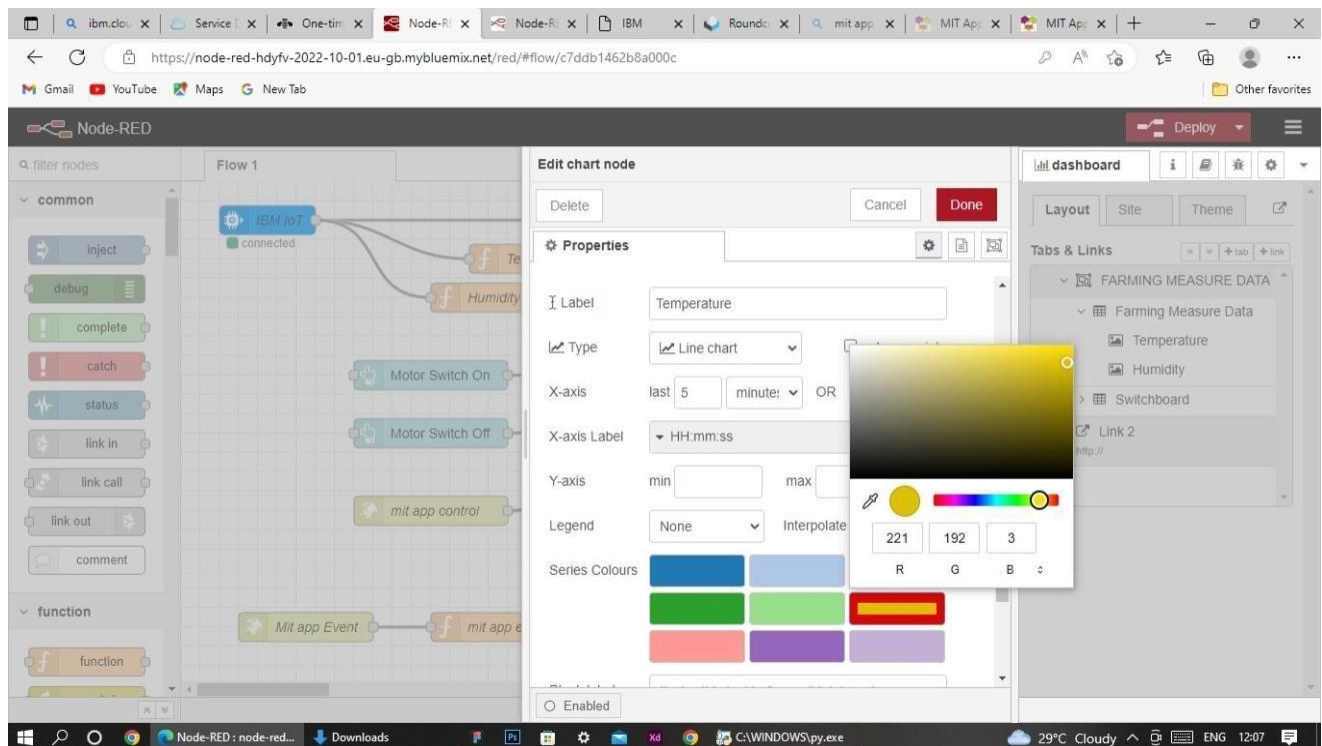 ibm.clou
Service I
One-tim
Node-RE
Node-RE
IBM
Roundcu
mit app
MIT App
MIT App
https://node-red-hdyfv-2022-10-01.eu-gb.mybluemix.net/red/#flow/c7ddb1462b8a000c
Gmail YouTube Maps New Tab Other favorites
Node-RED Deploy
filter nodes
common
inject
debug
complete
catch
status
link in
link call
link out
comment
function
function
Flow 1
IBM IoT
connected
Te
Humidity
Motor Switch On
Motor Switch Off
mit app control
Mit app Event
mit app e
Edit chart node
Delete Cancel Done
Properties
Label Temperature
Type Line chart
X-axis last 5 minutes OR
X-axis Label HH:mm:ss
Y-axis min max
Legend None Interpolate
Series Colours
221 192 3
R G B
Enabled
dashboard
Layout Site Theme
Tabs & Links +tab +link
FARMING MEASURE DATA
Farming Measure Data
Temperature
Humidity
Switchboard
Link 2
http://
Node-RED : node-red... Downloads C:\WINDOWS\py.exe 29°C Cloudy ENG 12:07